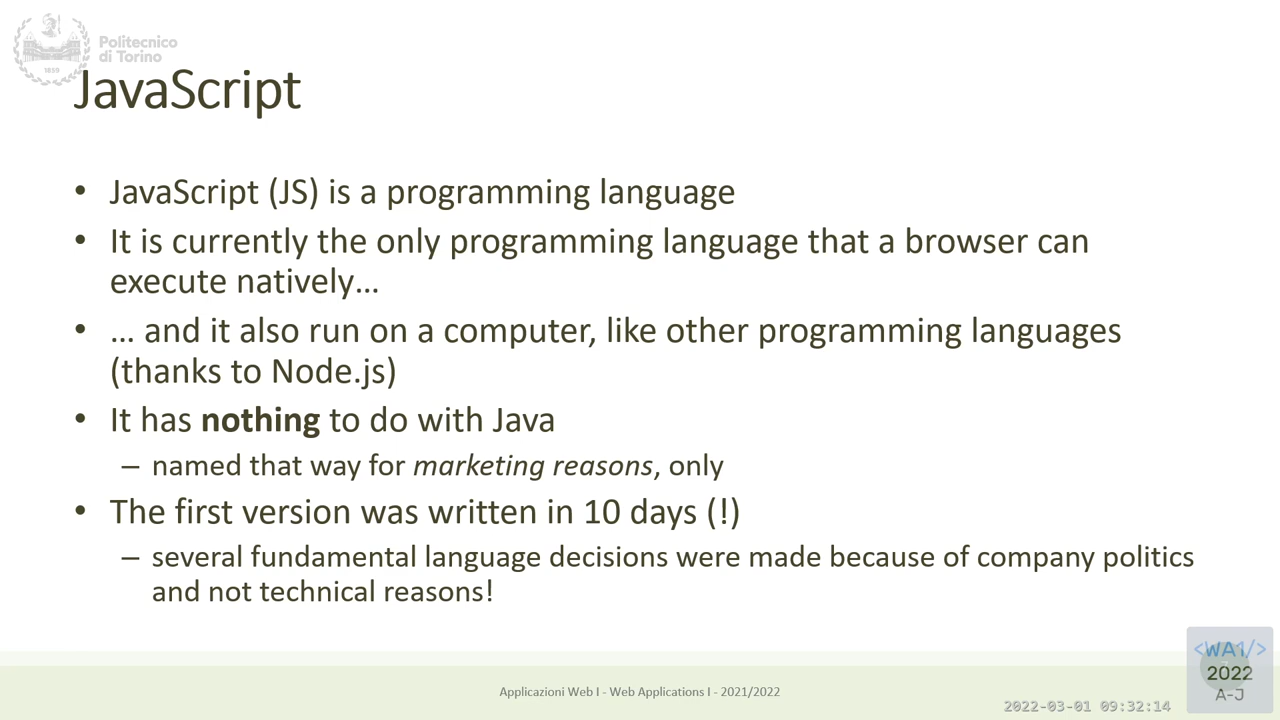 Politecnico
di Torino
1859
JavaScript
• JavaScript (JS) is a programming language
• It is currently the only programming language that a browser can
execute natively…
• … and it also run on a computer, like other programming languages
(thanks to Node.js)
• It has nothing to do with Java
– named that way for marketing reasons, only
• The first version was written in 10 days (!)
– several fundamental language decisions were made because of company politics
and not technical reasons!
Applicazioni Web I - Web Applications I - 2021/2022
2022-03-01 09:32:14
<WA1/>
2022
A-J